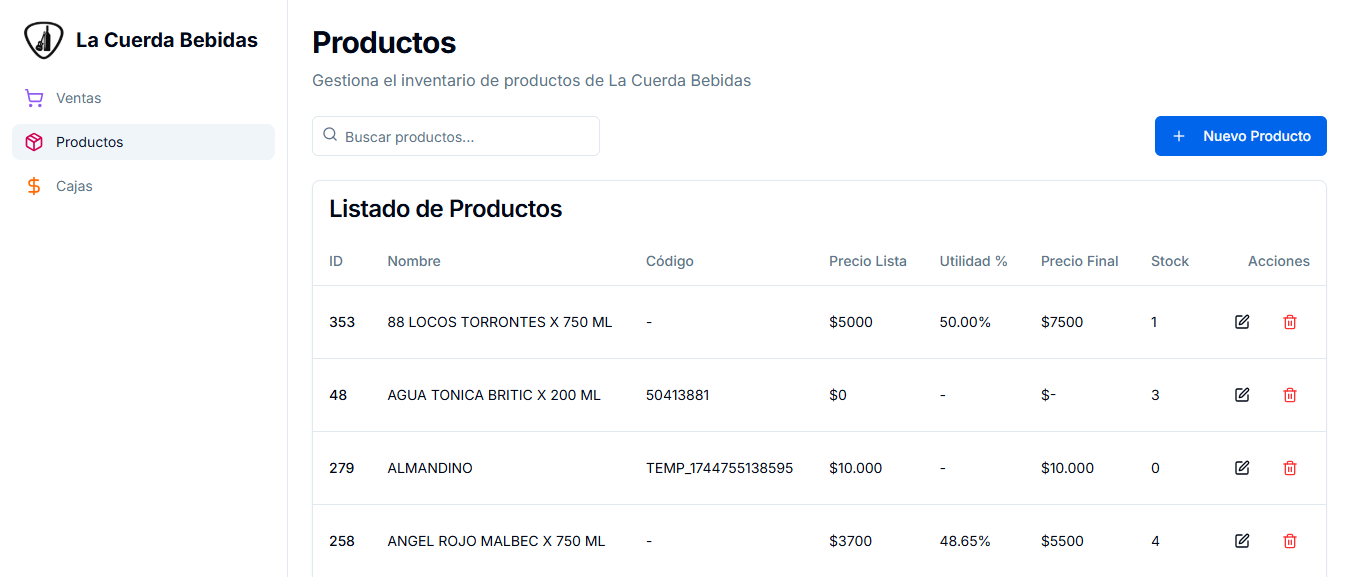 La Cuerda Bebidas
Ventas
Productos
Cajas
Productos
Gestiona el inventario de productos de La Cuerda Bebidas
Buscar productos...
Nuevo Producto
Listado de Productos
ID Nombre Código Precio Lista Utilidad % Precio Final Stock Acciones
353 88 LOCOS TORRONTES X 750 ML - $5000 50.00% $7500 1
48 AGUA TONICA BRITIC X 200 ML 50413881 $0 - $- 3
279 ALMANDINO TEMP_1744755138595 $10.000 - $10.000 0
258 ANGEL ROJO MALBEC X 750 ML - $3700 48.65% $5500 4